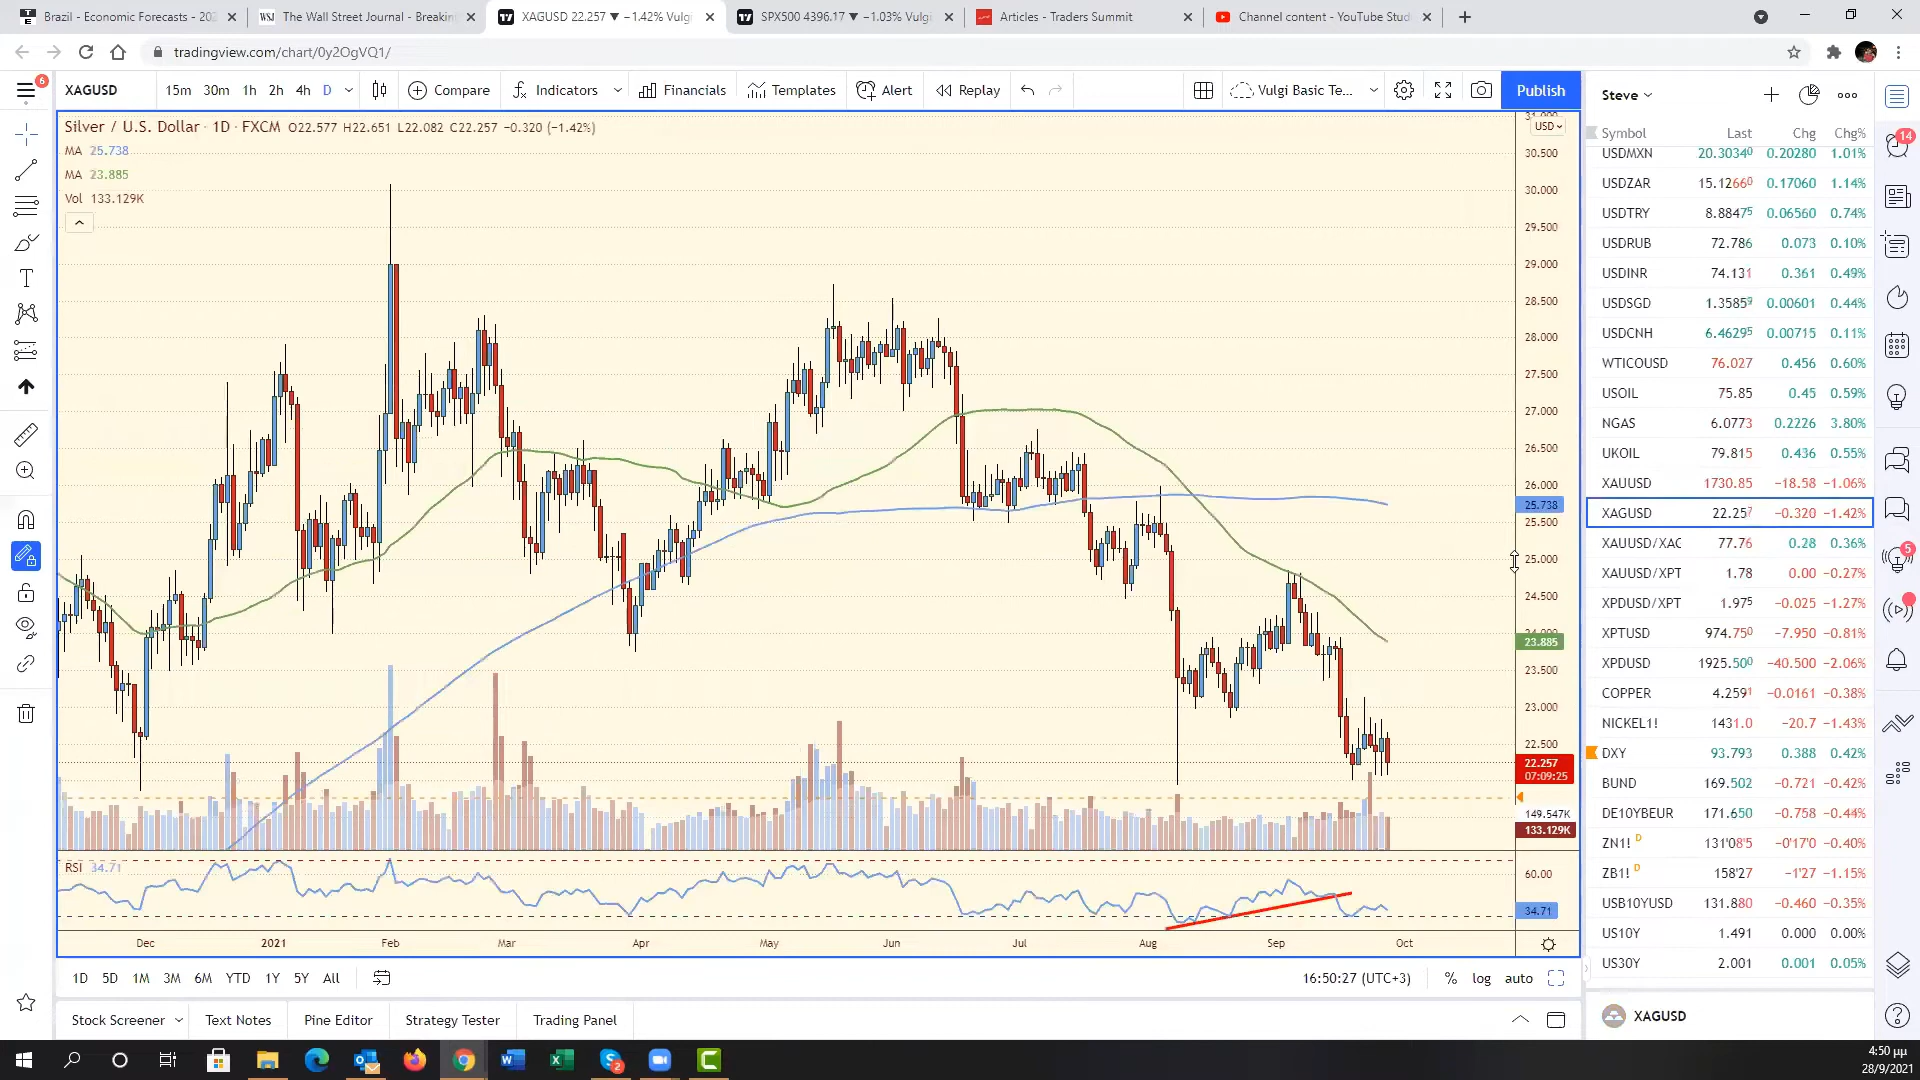 Brazil - Economic Forecasts - 202
The Wall Street Journal - Breakin
XAGUSD 22.257 ▼ −1.42% Vulgi
SPX500 4396.17 ▼ −1.03% Vulgi
Articles - Traders Summit
Channel content - YouTube Stud
tradingview.com/chart/0y2OgVQ1/
6
XAGUSD
15m 30m 1h 2h 4h D
Compare
Indicators
Financials
Templates
Alert
Replay
Vulgi Basic Te...
Publish
Silver / U.S. Dollar · 1D · FXCM O22.577 H22.651 L22.082 C22.257 −0.320 (−1.42%)
MA 25.738
MA 23.885
Vol 133.129K
USD
30.500
30.000
29.500
29.000
28.500
28.000
27.500
27.000
26.500
26.000
25.738
25.500
25.000
24.500
23.885
23.500
23.000
22.500
22.257
07:09:25
149.547K
133.129K
RSI 34.71
60.00
34.71
Dec 2021 Feb Mar Apr May Jun Jul Aug Sep Oct
1D 5D 1M 3M 6M YTD 1Y 5Y All
16:50:27 (UTC+3)
% log auto
Stock Screener
Text Notes
Pine Editor
Strategy Tester
Trading Panel
Steve
Symbol Last Chg Chg%
USDMXN 20.30340 0.20280 1.01%
USDZAR 15.12660 0.17060 1.14%
USDTRY 8.88475 0.06560 0.74%
USDRUB 72.786 0.073 0.10%
USDINR 74.131 0.361 0.49%
USDSGD 1.35859 0.00601 0.44%
USDCNH 6.46295 0.00715 0.11%
WTICOUSD 76.027 0.456 0.60%
USOIL 75.85 0.45 0.59%
NGAS 6.0773 0.2226 3.80%
UKOIL 79.815 0.436 0.55%
XAUUSD 1730.85 −18.58 −1.06%
XAGUSD 22.257 −0.320 −1.42%
XAUUSD/XAG 77.76 0.28 0.36%
XAUUSD/XPT 1.78 0.00 −0.27%
XPDUSD/XPT 1.975 −0.025 −1.27%
XPTUSD 974.750 −7.950 −0.81%
XPDUSD 1925.500 −40.500 −2.06%
COPPER 4.2591 −0.0161 −0.38%
NICKEL1! 1431.0 −20.7 −1.43%
DXY 93.793 0.388 0.42%
BUND 169.502 −0.721 −0.42%
DE10YBEUR 171.650 −0.758 −0.44%
ZN1! D 131'08'5 −0'17'0 −0.40%
ZB1! D 158'27 −1'27 −1.15%
USB10YUSD 131.880 −0.460 −0.35%
US10Y 1.491 0.000 0.00%
US30Y 2.001 0.001 0.05%
XAGUSD
14
5
2
4:50 μμ
28/9/2021